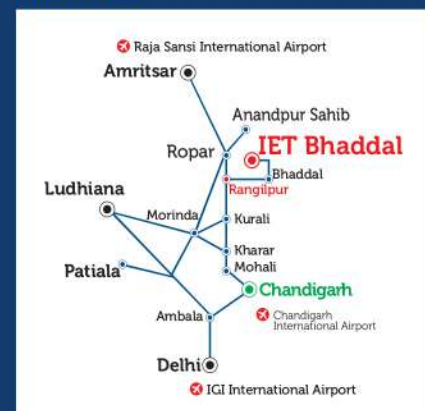 Raja Sansi International Airport
Amritsar
Anandpur Sahib
IET Bhaddal
Ropar
Bhaddal
Rangilpur
Ludhiana
Morinda
Kurali
Kharar
Patiala
Mohali
Chandigarh
Ambala
Chandigarh
International Airport
Delhi
IGI International Airport